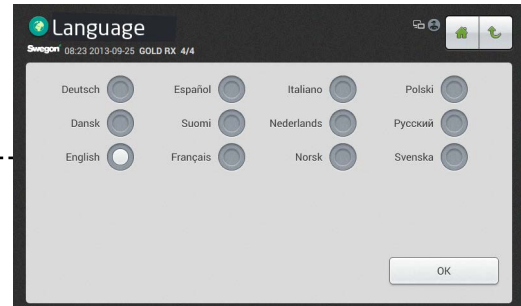 Language
Swegon 08:23 2013-09-25 GOLD RX 4/4
Deutsch Español Italiano Polski
Dansk Suomi Nederlands Русский
English Français Norsk Svenska
OK